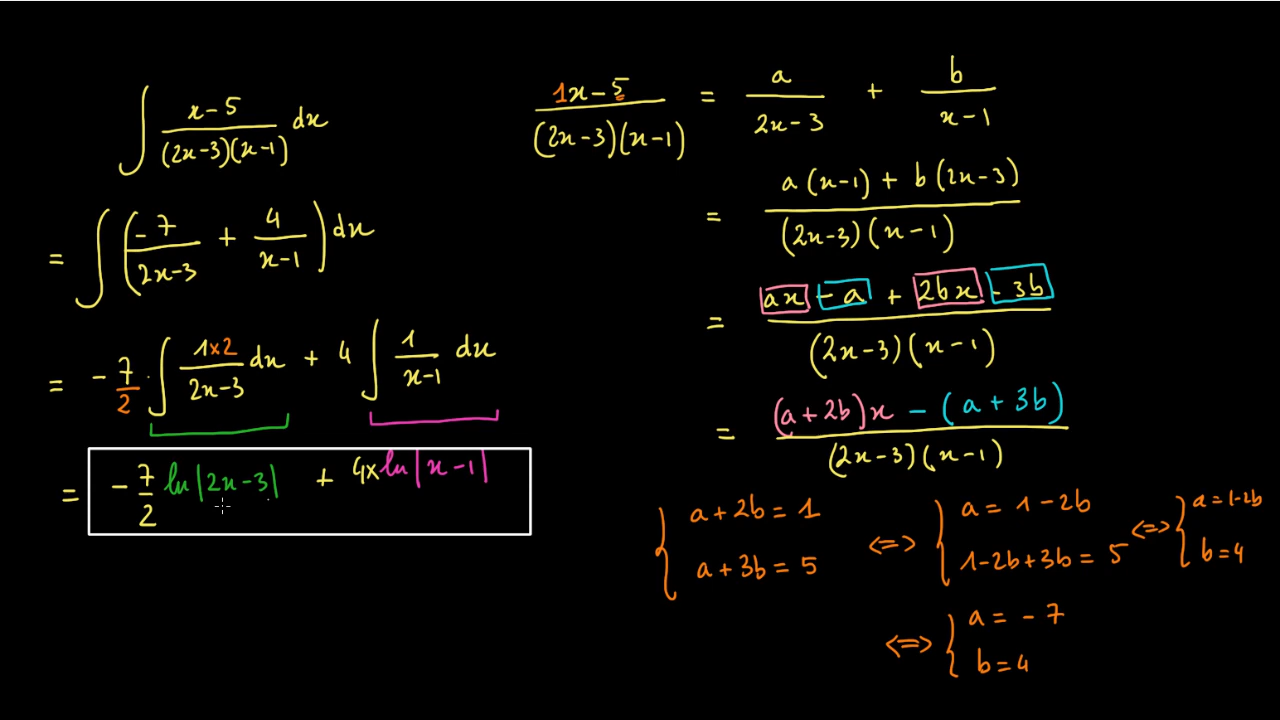 ∫ x-5/(2x-3)(x-1) dx
= ∫ (-7/2x-3 + 4/x-1) dx
= -7/2 · ∫ 1×2/2x-3 dx + 4 ∫ 1/x-1 dx
= -7/2 ln|2x-3| + 4× ln|x-1|
1x-5/(2x-3)(x-1) = a/2x-3 + b/x-1
= a(x-1) + b(2x-3)/(2x-3)(x-1)
= ax - a + 2bx - 3b/(2x-3)(x-1)
= (a+2b)x - (a+3b)/(2x-3)(x-1)
{ a+2b=1 <=> { a = 1-2b <=> { a=1-2b
a+3b=5 1-2b+3b=5 b=4
<=> { a = -7
b=4